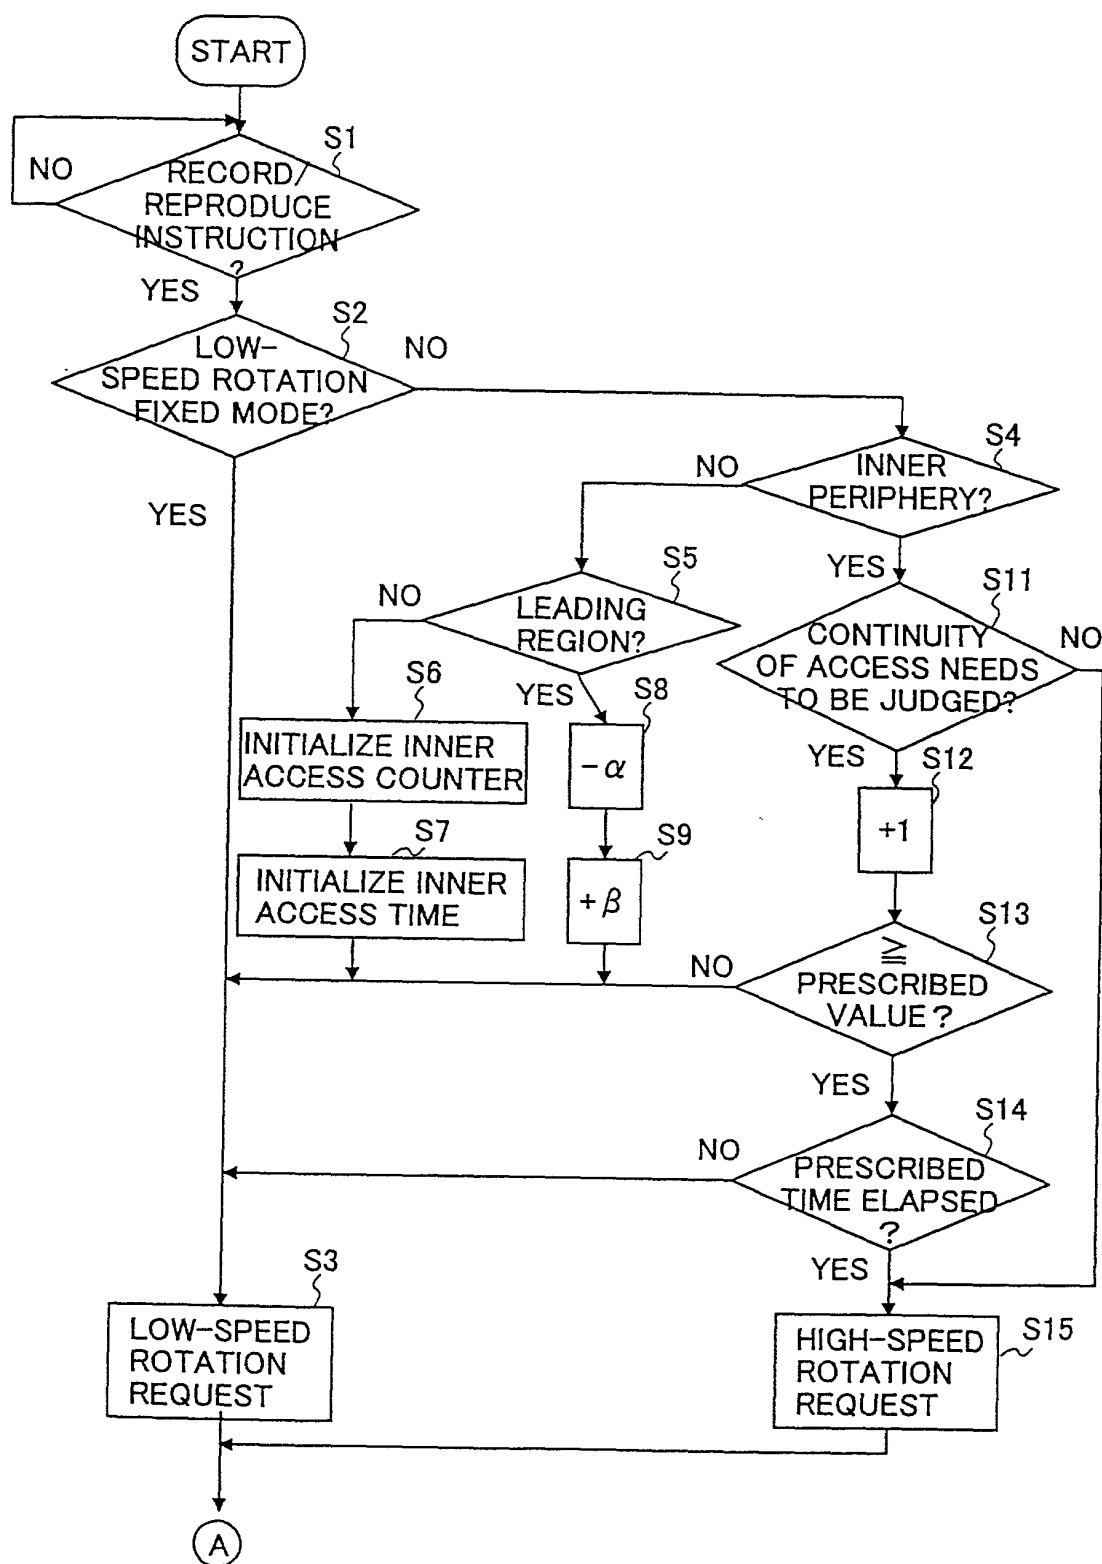 START
S1
NO
RECORD/
REPRODUCE
INSTRUCTION
?
YES
S2
LOW-
SPEED ROTATION
FIXED MODE?
NO
YES
S4
INNER
PERIPHERY?
NO
YES
S5
LEADING
REGION?
NO
YES
S11
CONTINUITY
OF ACCESS NEEDS
TO BE JUDGED?
NO
YES
S6
INITIALIZE INNER
ACCESS COUNTER
S8
-α
S12
+1
S7
INITIALIZE INNER
ACCESS TIME
S9
+β
S13
≧
PRESCRIBED
VALUE?
NO
YES
S14
PRESCRIBED
TIME ELAPSED
?
NO
YES
S3
LOW-SPEED
ROTATION
REQUEST
S15
HIGH-SPEED
ROTATION
REQUEST
A